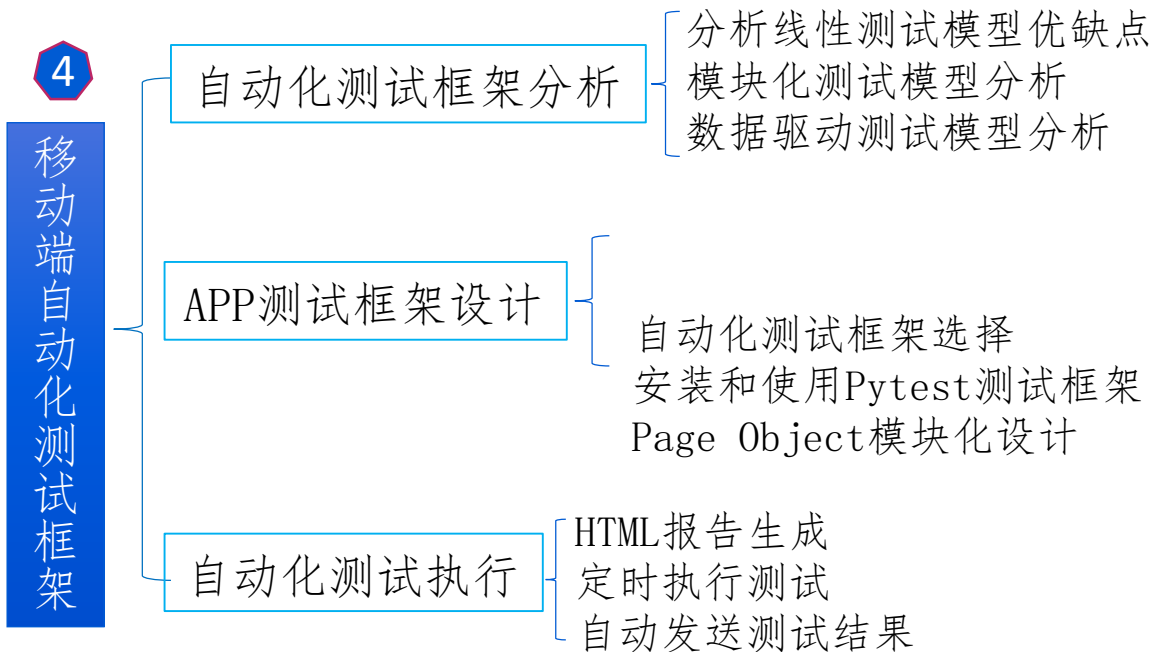 4
移动端自动化测试框架
自动化测试框架分析
分析线性测试模型优缺点
模块化测试模型分析
数据驱动测试模型分析
APP测试框架设计
自动化测试框架选择
安装和使用Pytest测试框架
Page Object模块化设计
自动化测试执行
HTML报告生成
定时执行测试
自动发送测试结果